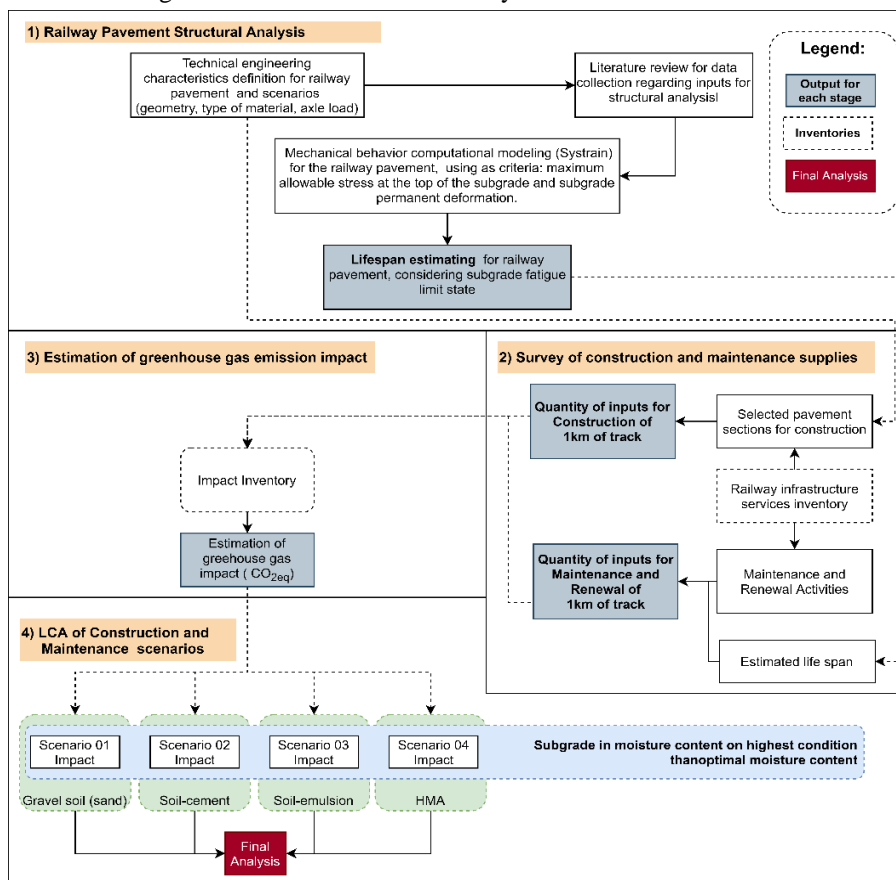 1) Railway Pavement Structural Analysis
Technical engineering
characteristics definition for railway
pavement and scenarios
(geometry, type of material, axle load)
Literature review for data
collection regarding inputs for
structural analysisl
Mechanical behavior computational modeling (Systrain)
for the railway pavement, using as criteria: maximum
allowable stress at the top of the subgrade and subgrade
permanent deformation.
Lifespan estimating for railway
pavement, considering subgrade fatigue
limit state
Legend:
Output for
each stage
Inventories
Final Analysis
2) Survey of construction and maintenance supplies
Quantity of inputs for
Construction of
1km of track
Selected pavement
sections for construction
Railway infrastructure
services inventory
Quantity of inputs for
Maintenance and
Renewal of
1km of track
Maintenance and
Renewal Activities
Estimated life span
3) Estimation of greenhouse gas emission impact
Impact Inventory
Estimation of
greehouse gas
impact ( CO2eq)
4) LCA of Construction and
Maintenance scenarios
Scenario 01
Impact
Scenario 02
Impact
Scenario 03
Impact
Scenario 04
Impact
Subgrade in moisture content on highest condition
thanoptimal moisture content
Gravel soil (sand)
Soil-cement
Soil-emulsion
HMA
Final
Analysis